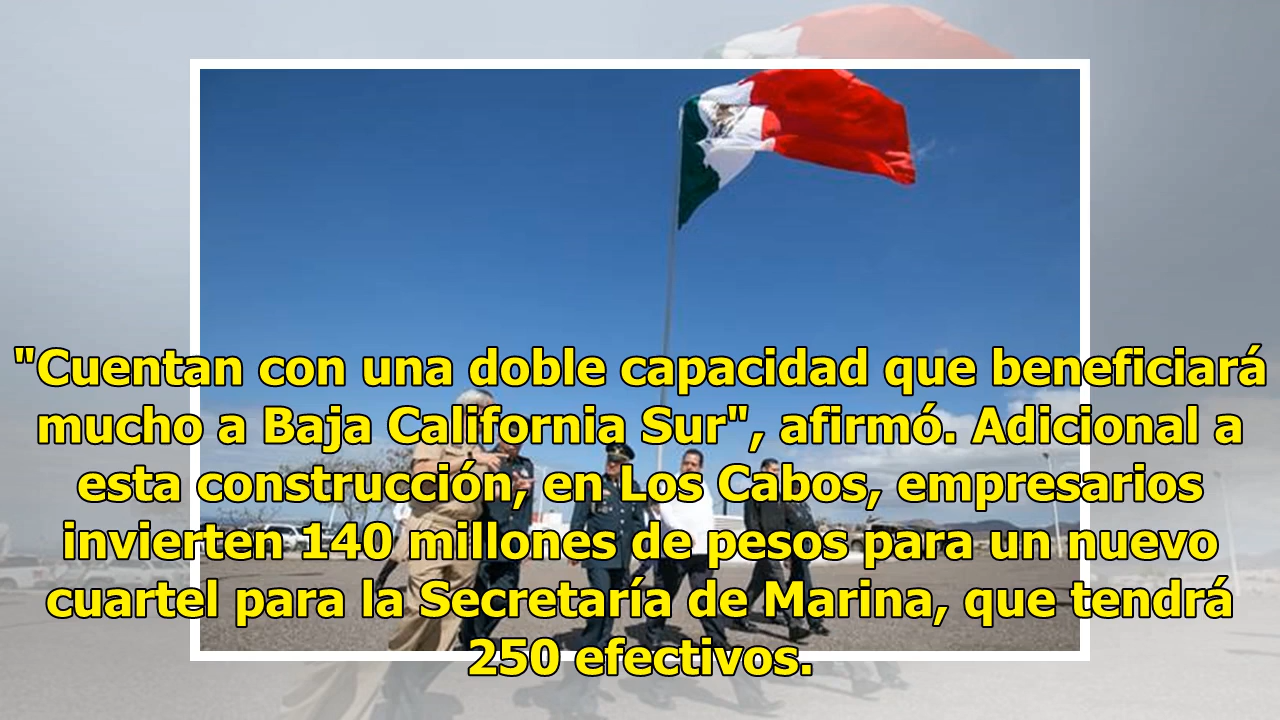 "Cuentan con una doble capacidad que beneficiará
mucho a Baja California Sur", afirmó. Adicional a
esta construcción, en Los Cabos, empresarios
invierten 140 millones de pesos para un nuevo
cuartel para la Secretaría de Marina, que tendrá
250 efectivos.